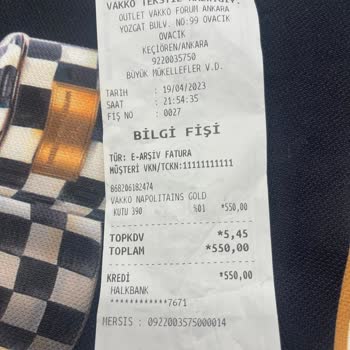 VAKKO TEKSTİL
OUTLET VAKKO FORUM ANKARA
YOZGAT BULV. NO:99 OVACIK
OVACIK
KEÇİÖREN/ANKARA
9220035750
BÜYÜK MÜKELLEFLER V.D.
TARİH : 19/04/2023
SAAT : 21:54:35
FİŞ NO : 0027
BİLGİ FİŞİ
TÜR: E-ARŞİV FATURA
MÜŞTERİ VKN/TCKN:11111111111
868206182474
VAKKO NAPOLITAINS GOLD
KUTU 390 %01 *550,00
TOPKDV *5,45
TOPLAM *550,00
KREDİ *550,00
HALKBANK
************7671
MERSIS : 0922003575000014